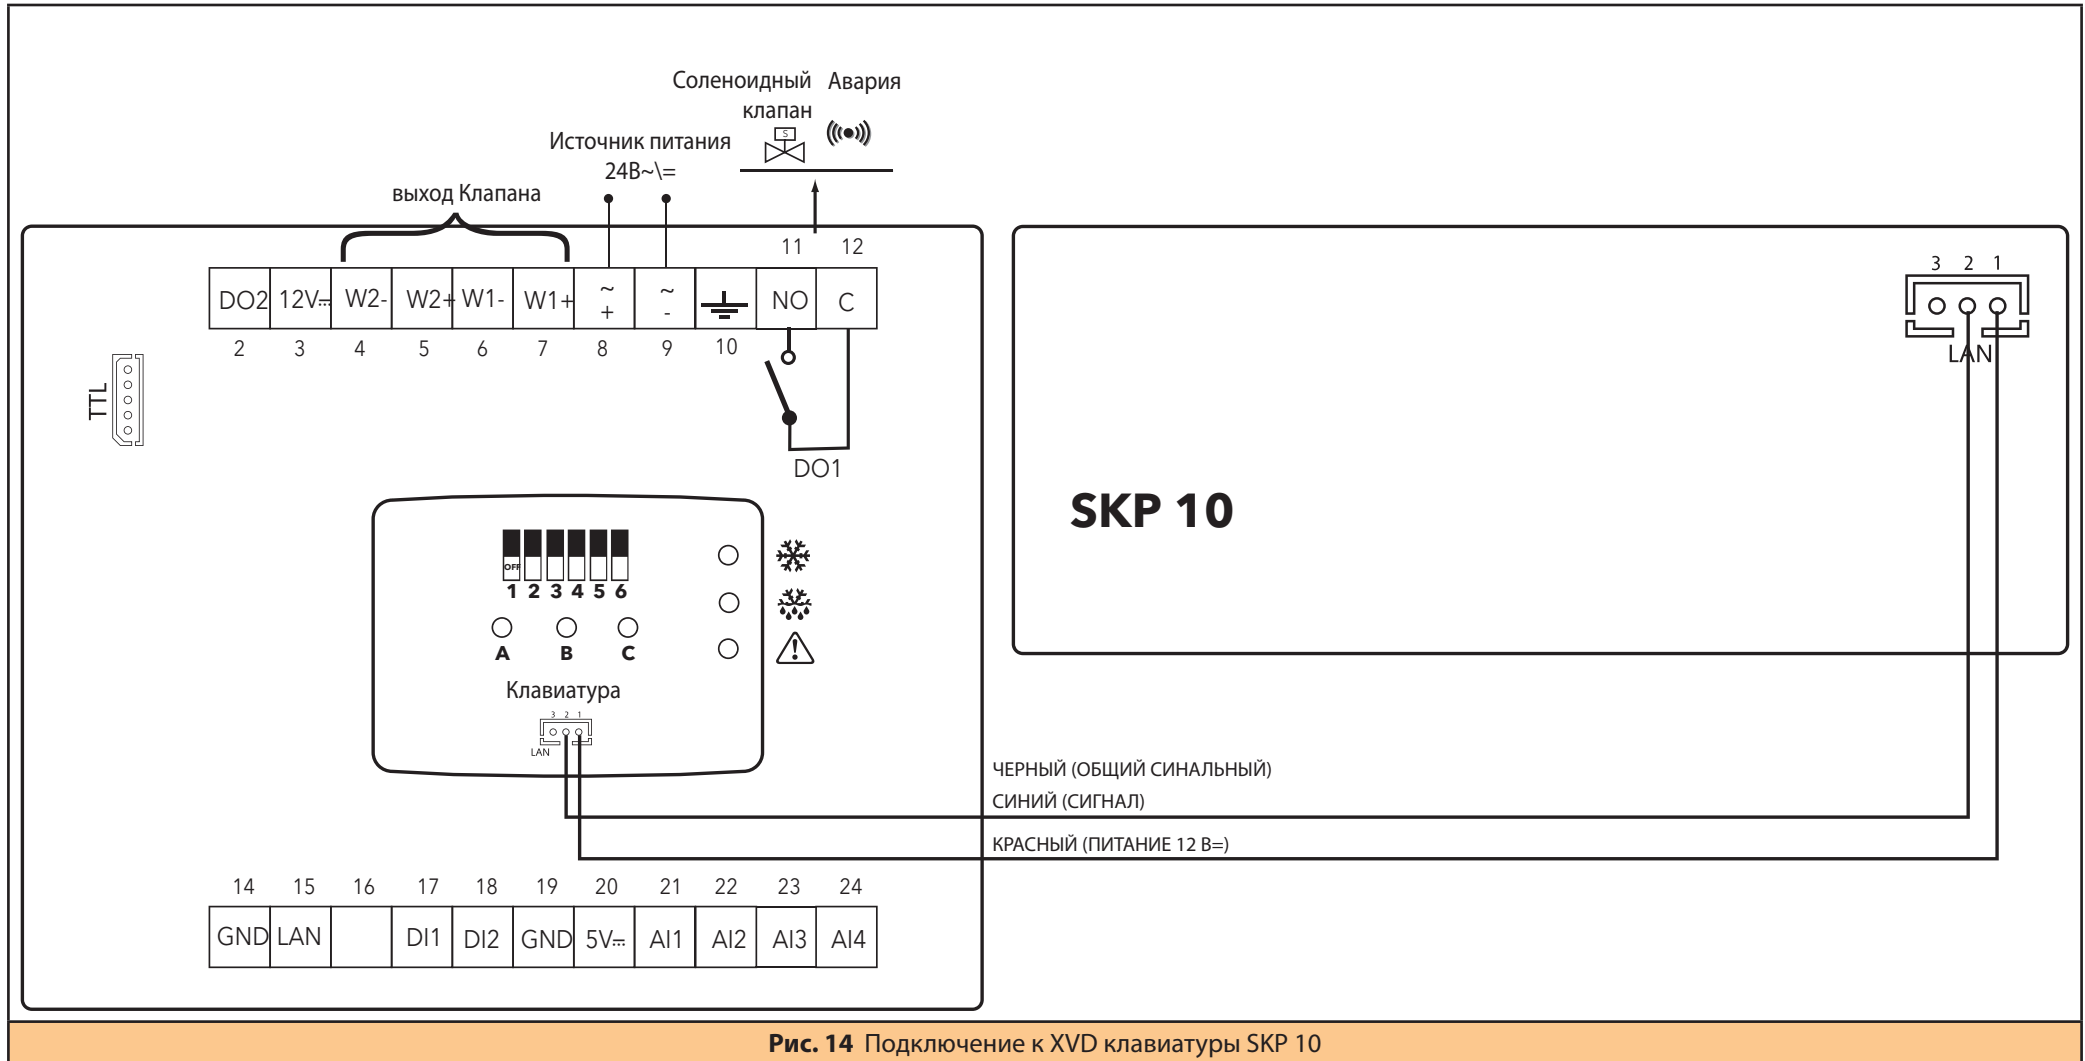 Соленоидный Авария
клапан
S
Источник питания
24В~\=
выход Клапана
11 12
DO2 12V⎓ W2- W2+ W1- W1+ ~ + ~ - NO C
2 3 4 5 6 7 8 9 10
TTL
DO1
OFF
1 2 3 4 5 6
A B C
Клавиатура
3 2 1
LAN
3 2 1
LAN
SKP 10
ЧЕРНЫЙ (ОБЩИЙ СИНАЛЬНЫЙ)
СИНИЙ (СИГНАЛ)
КРАСНЫЙ (ПИТАНИЕ 12 В=)
14 15 16 17 18 19 20 21 22 23 24
GND LAN DI1 DI2 GND 5V⎓ AI1 AI2 AI3 AI4
Рис. 14 Подключение к XVD клавиатуры SKP 10